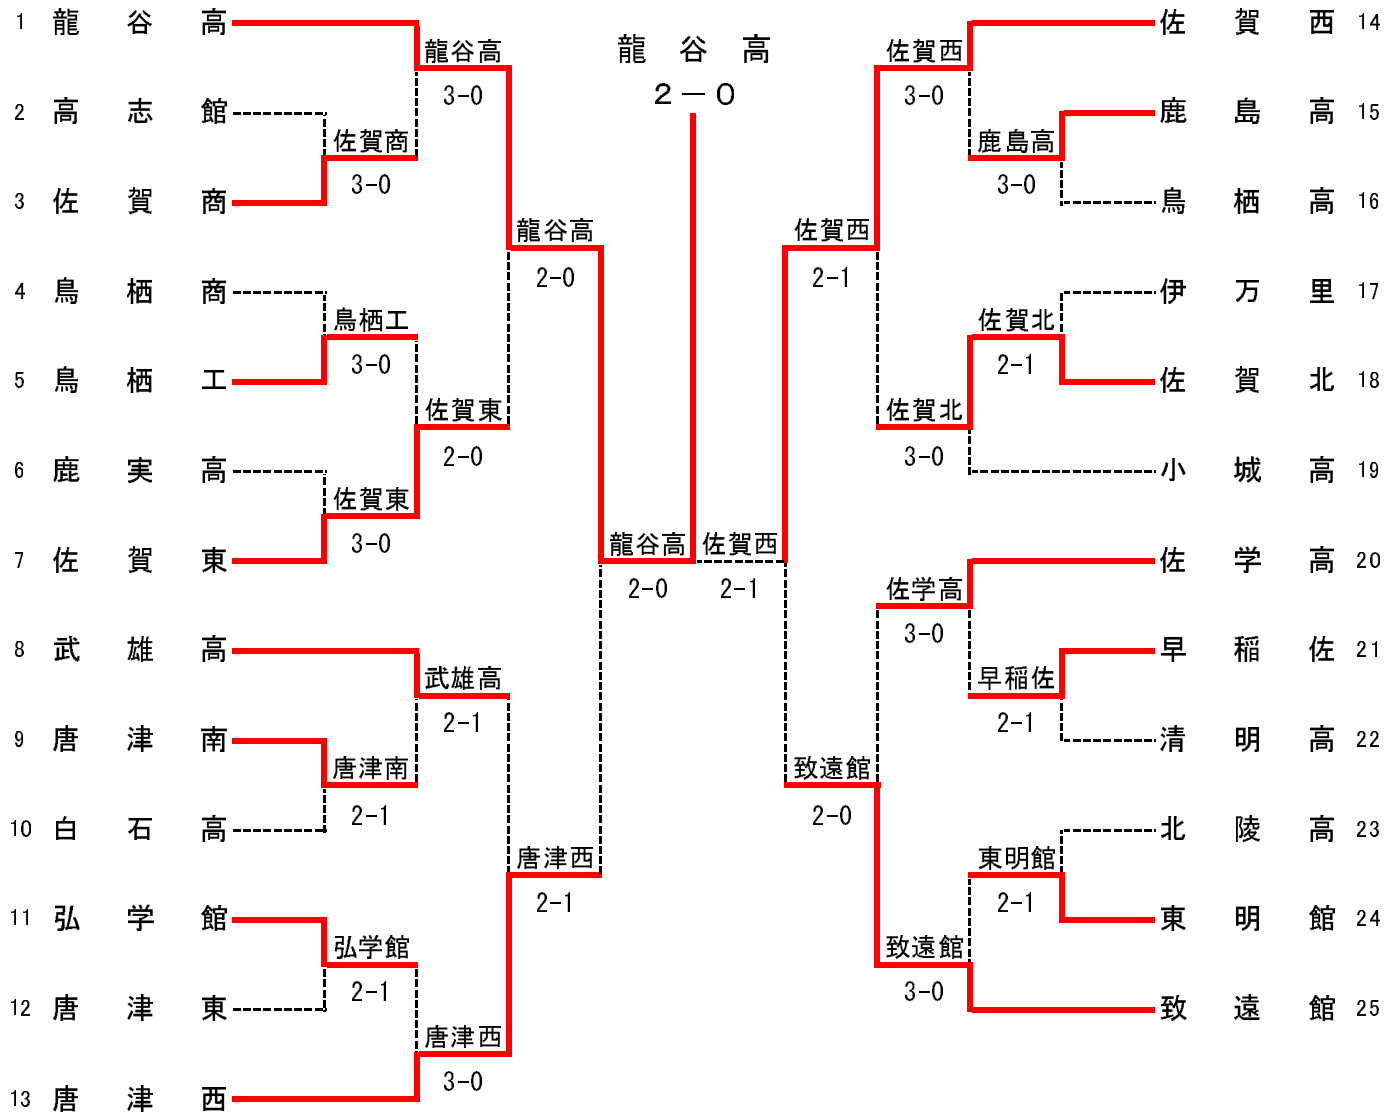 龍谷高
2－0
1 龍谷高
2 高志館
3 佐賀商
4 鳥栖商
5 鳥栖工
6 鹿実高
7 佐賀東
8 武雄高
9 唐津南
10 白石高
11 弘学館
12 唐津東
13 唐津西
佐賀商
3-0
鳥栖工
3-0
佐賀東
3-0
唐津南
2-1
弘学館
2-1
龍谷高
3-0
佐賀東
2-0
武雄高
2-1
唐津西
3-0
龍谷高
2-0
唐津西
2-1
龍谷高
2-0
佐賀西
2-1
佐賀西
2-1
致遠館
2-0
佐賀西
3-0
佐賀北
3-0
佐学高
3-0
致遠館
3-0
鹿島高
3-0
佐賀北
2-1
早稲佐
2-1
東明館
2-1
佐賀西 14
鹿島高 15
鳥栖高 16
伊万里 17
佐賀北 18
小城高 19
佐学高 20
早稲佐 21
清明高 22
北陵高 23
東明館 24
致遠館 25